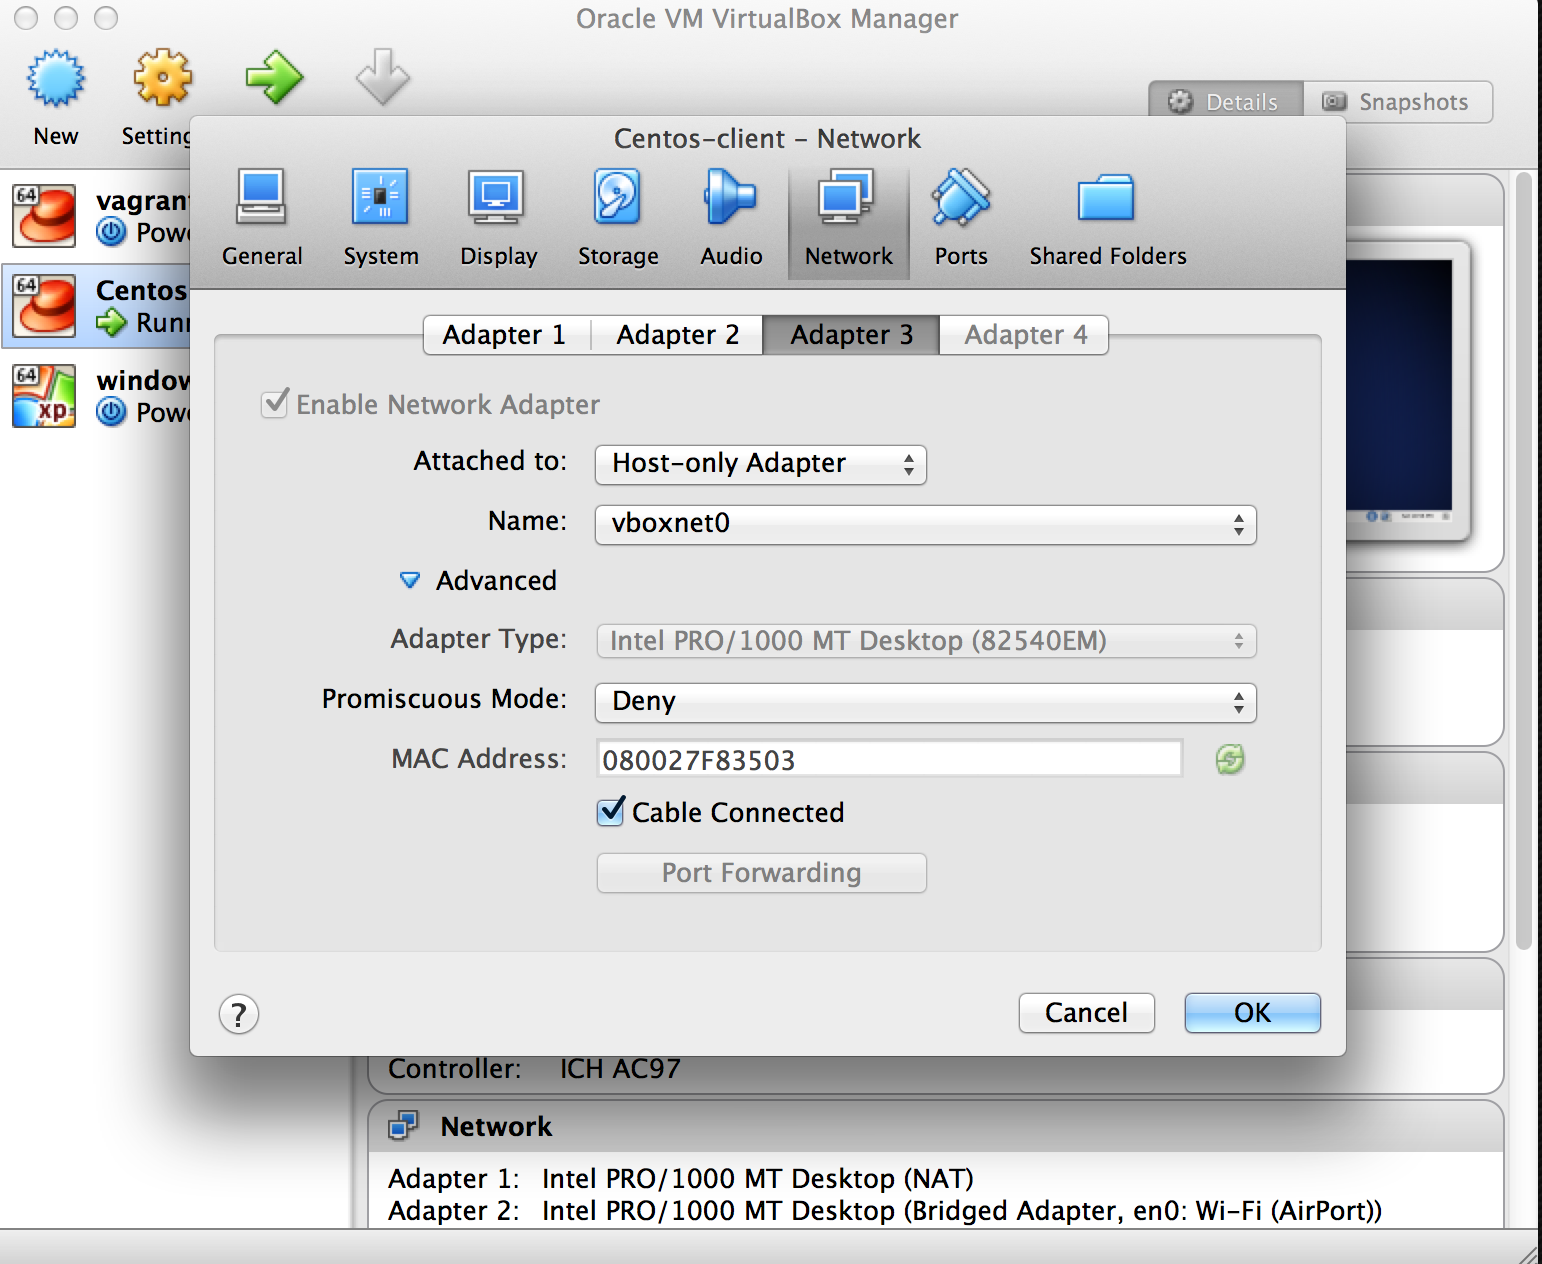 Oracle VM VirtualBox Manager
New
Setting
Details
Snapshots
Centos-client – Network
General
System
Display
Storage
Audio
Network
Ports
Shared Folders
64
vagran
Powe
64
Centos
Runn
64
xp
window
Powe
Adapter 1
Adapter 2
Adapter 3
Adapter 4
Enable Network Adapter
Attached to: Host-only Adapter
Name: vboxnet0
Advanced
Adapter Type: Intel PRO/1000 MT Desktop (82540EM)
Promiscuous Mode: Deny
MAC Address: 080027F83503
Cable Connected
Port Forwarding
?
Cancel
OK
Controller: ICH AC97
Network
Adapter 1: Intel PRO/1000 MT Desktop (NAT)
Adapter 2: Intel PRO/1000 MT Desktop (Bridged Adapter, en0: Wi-Fi (AirPort))